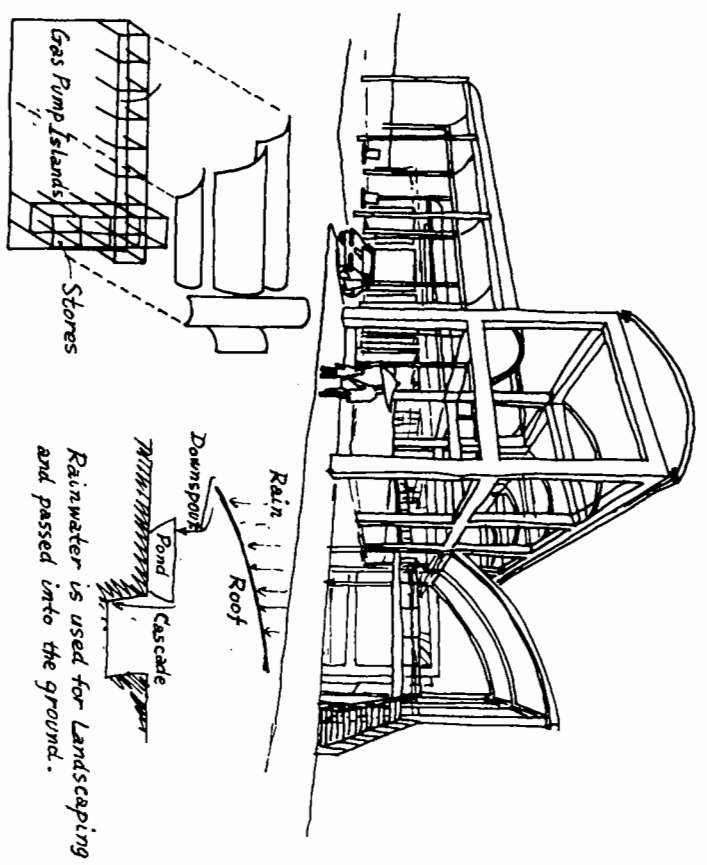 Gas Pump Islands
Stores
Rain
Roof
Downspout
Pond
Cascade
Rainwater is used for Landscaping
and passed into the ground.